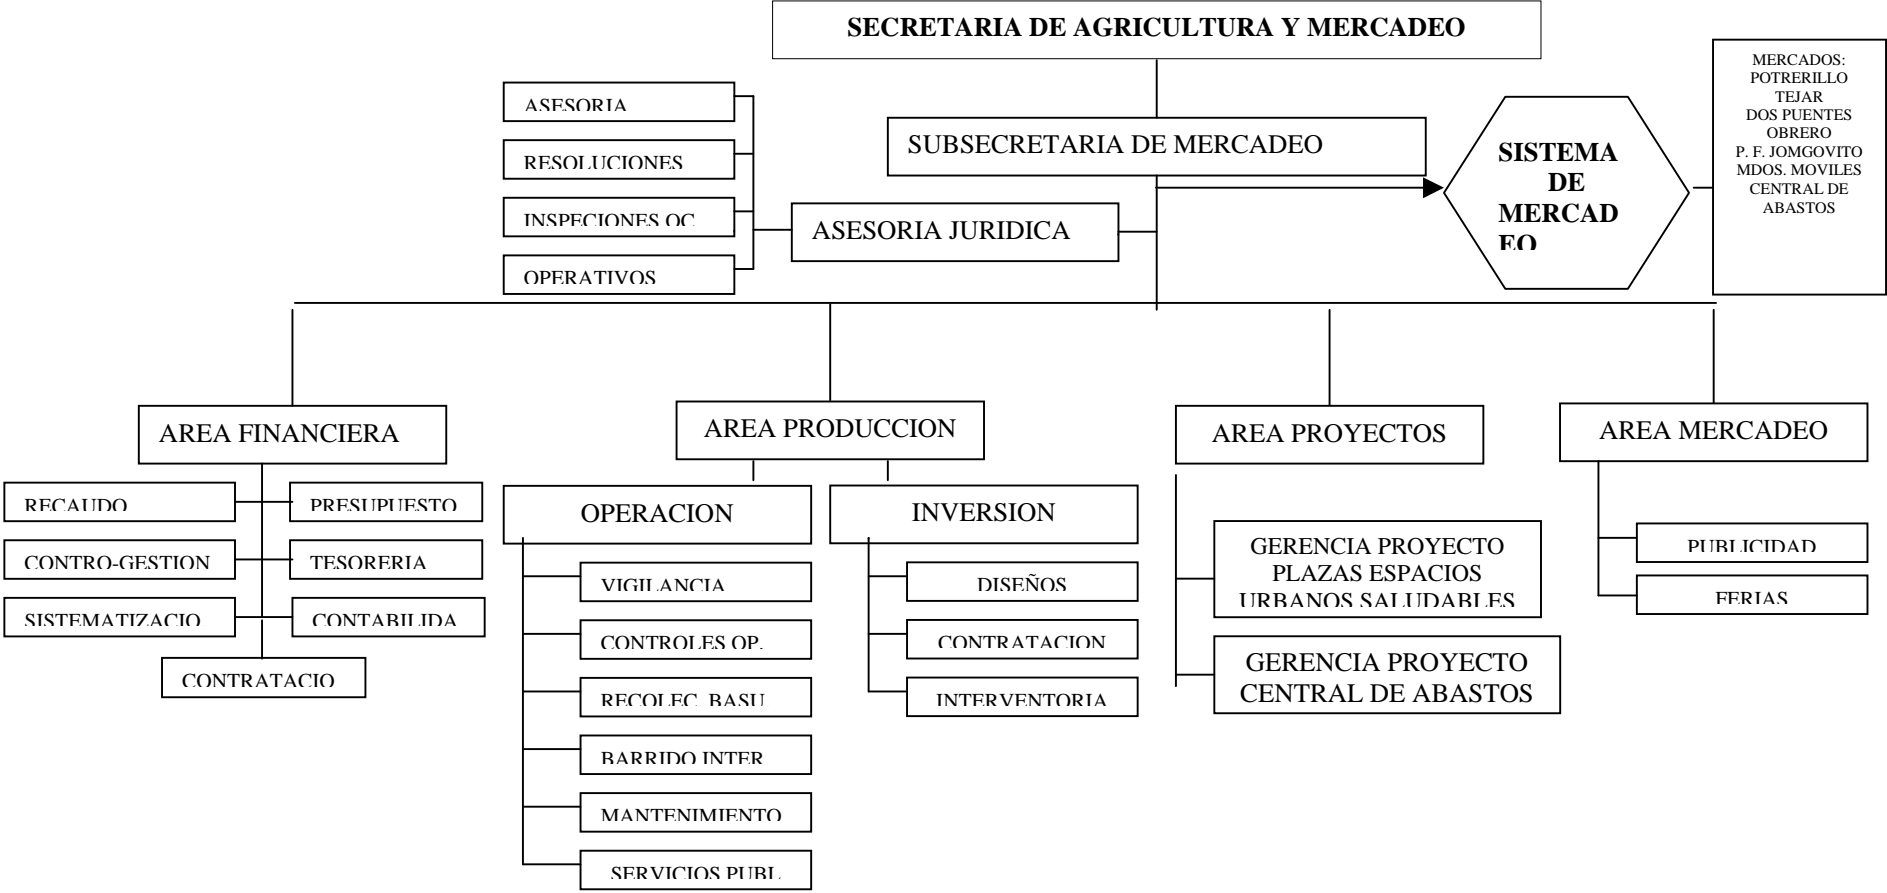 SECRETARIA DE AGRICULTURA Y MERCADEO
MERCADOS:
POTRERILLO
TEJAR
DOS PUENTES
OBRERO
P. F. JOMGOVITO
MDOS. MOVILES
CENTRAL DE
ABASTOS
ASESORIA
RESOLUCIONES
INSPECIONES OC
OPERATIVOS
SUBSECRETARIA DE MERCADEO
SISTEMA
DE
MERCAD
EO
ASESORIA JURIDICA
AREA FINANCIERA
AREA PRODUCCION
AREA PROYECTOS
AREA MERCADEO
RECAUDO
PRESUPUESTO
CONTRO-GESTION
TESORERIA
SISTEMATIZACIO
CONTABILIDA
CONTRATACIO
OPERACION
VIGILANCIA
CONTROLES OP.
RECOLEC. BASU
BARRIDO INTER
MANTENIMIENTO
SERVICIOS PUBL
INVERSION
DISEÑOS
CONTRATACION
INTERVENTORIA
GERENCIA PROYECTO
PLAZAS ESPACIOS
URBANOS SALUDABLES
GERENCIA PROYECTO
CENTRAL DE ABASTOS
PUBLICIDAD
FERIAS